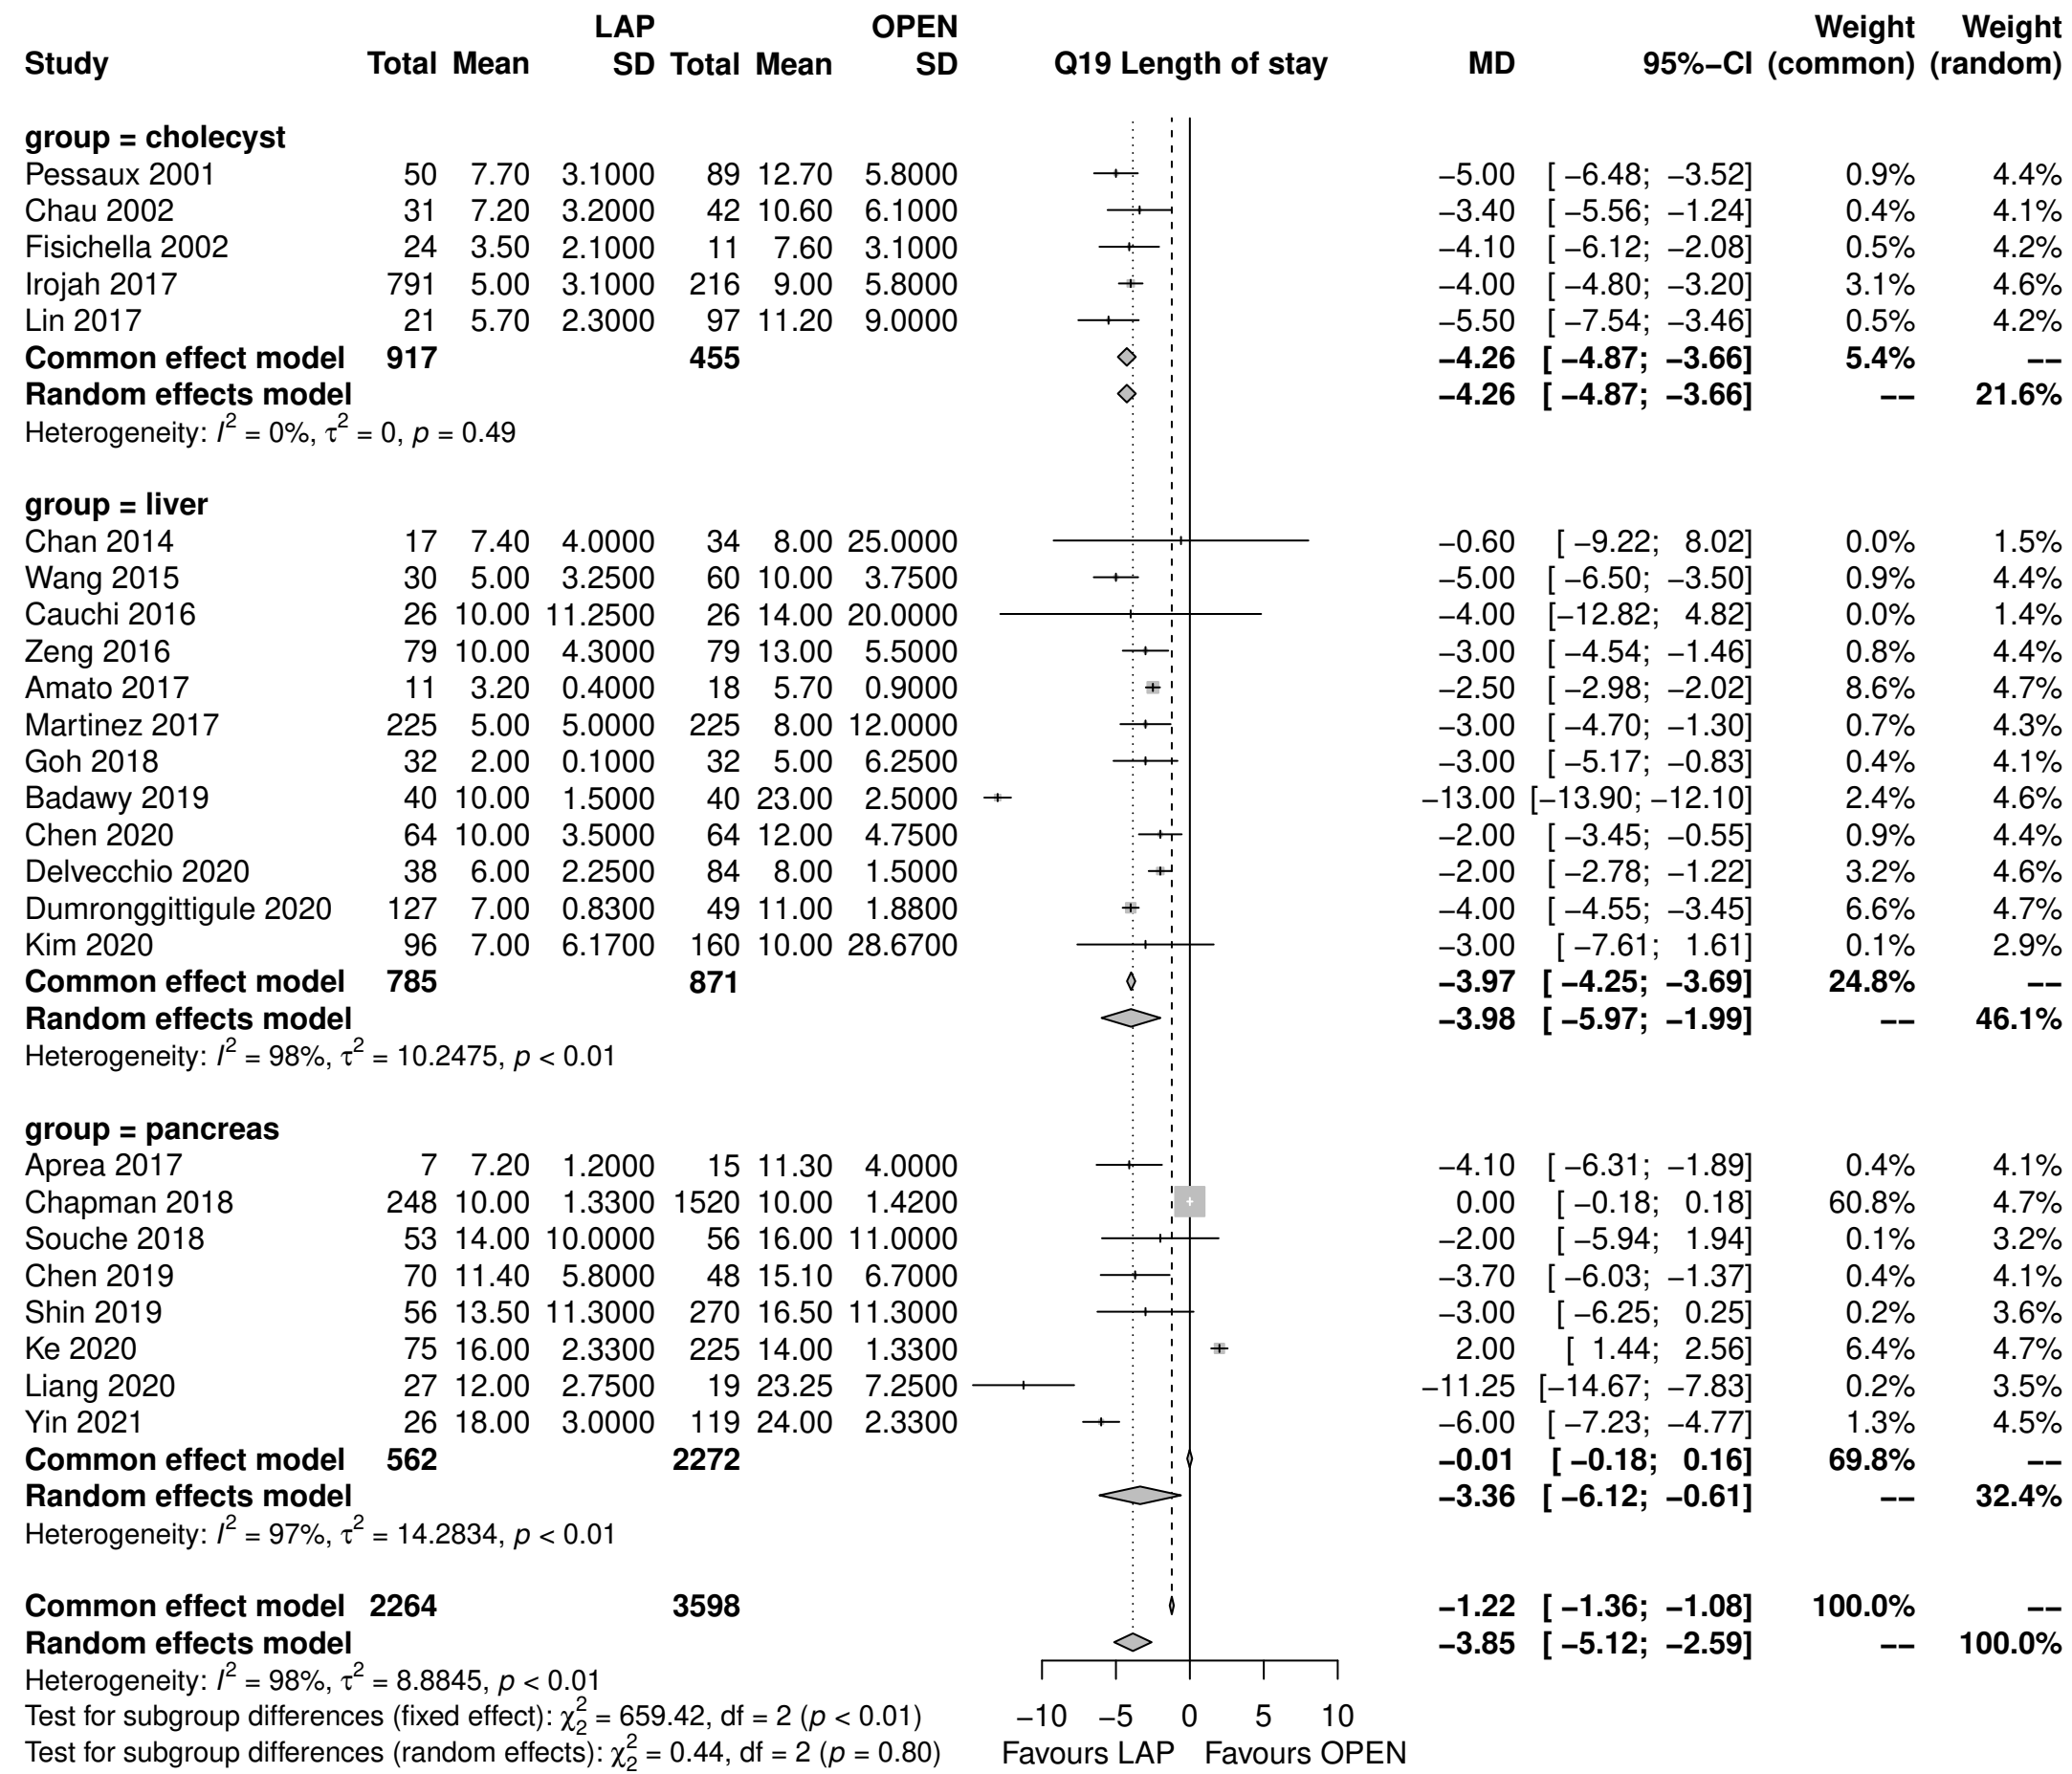 LAP OPEN Weight Weight
Study Total Mean SD Total Mean SD Q19 Length of stay MD 95%−CI (common) (random)
group = cholecyst
Pessaux 2001 50 7.70 3.1000 89 12.70 5.8000 −5.00 [ −6.48; −3.52] 0.9% 4.4%
Chau 2002 31 7.20 3.2000 42 10.60 6.1000 −3.40 [ −5.56; −1.24] 0.4% 4.1%
Fisichella 2002 24 3.50 2.1000 11 7.60 3.1000 −4.10 [ −6.12; −2.08] 0.5% 4.2%
Irojah 2017 791 5.00 3.1000 216 9.00 5.8000 −4.00 [ −4.80; −3.20] 3.1% 4.6%
Lin 2017 21 5.70 2.3000 97 11.20 9.0000 −5.50 [ −7.54; −3.46] 0.5% 4.2%
Common effect model 917 455 −4.26 [ −4.87; −3.66] 5.4% −−
Random effects model −4.26 [ −4.87; −3.66] −− 21.6%
Heterogeneity: I² = 0%, τ² = 0, p = 0.49
group = liver
Chan 2014 17 7.40 4.0000 34 8.00 25.0000 −0.60 [ −9.22; 8.02] 0.0% 1.5%
Wang 2015 30 5.00 3.2500 60 10.00 3.7500 −5.00 [ −6.50; −3.50] 0.9% 4.4%
Cauchi 2016 26 10.00 11.2500 26 14.00 20.0000 −4.00 [−12.82; 4.82] 0.0% 1.4%
Zeng 2016 79 10.00 4.3000 79 13.00 5.5000 −3.00 [ −4.54; −1.46] 0.8% 4.4%
Amato 2017 11 3.20 0.4000 18 5.70 0.9000 −2.50 [ −2.98; −2.02] 8.6% 4.7%
Martinez 2017 225 5.00 5.0000 225 8.00 12.0000 −3.00 [ −4.70; −1.30] 0.7% 4.3%
Goh 2018 32 2.00 0.1000 32 5.00 6.2500 −3.00 [ −5.17; −0.83] 0.4% 4.1%
Badawy 2019 40 10.00 1.5000 40 23.00 2.5000 −13.00 [−13.90; −12.10] 2.4% 4.6%
Chen 2020 64 10.00 3.5000 64 12.00 4.7500 −2.00 [ −3.45; −0.55] 0.9% 4.4%
Delvecchio 2020 38 6.00 2.2500 84 8.00 1.5000 −2.00 [ −2.78; −1.22] 3.2% 4.6%
Dumronggittigule 2020 127 7.00 0.8300 49 11.00 1.8800 −4.00 [ −4.55; −3.45] 6.6% 4.7%
Kim 2020 96 7.00 6.1700 160 10.00 28.6700 −3.00 [ −7.61; 1.61] 0.1% 2.9%
Common effect model 785 871 −3.97 [ −4.25; −3.69] 24.8% −−
Random effects model −3.98 [ −5.97; −1.99] −− 46.1%
Heterogeneity: I² = 98%, τ² = 10.2475, p < 0.01
group = pancreas
Aprea 2017 7 7.20 1.2000 15 11.30 4.0000 −4.10 [ −6.31; −1.89] 0.4% 4.1%
Chapman 2018 248 10.00 1.3300 1520 10.00 1.4200 0.00 [ −0.18; 0.18] 60.8% 4.7%
Souche 2018 53 14.00 10.0000 56 16.00 11.0000 −2.00 [ −5.94; 1.94] 0.1% 3.2%
Chen 2019 70 11.40 5.8000 48 15.10 6.7000 −3.70 [ −6.03; −1.37] 0.4% 4.1%
Shin 2019 56 13.50 11.3000 270 16.50 11.3000 −3.00 [ −6.25; 0.25] 0.2% 3.6%
Ke 2020 75 16.00 2.3300 225 14.00 1.3300 2.00 [ 1.44; 2.56] 6.4% 4.7%
Liang 2020 27 12.00 2.7500 19 23.25 7.2500 −11.25 [−14.67; −7.83] 0.2% 3.5%
Yin 2021 26 18.00 3.0000 119 24.00 2.3300 −6.00 [ −7.23; −4.77] 1.3% 4.5%
Common effect model 562 2272 −0.01 [ −0.18; 0.16] 69.8% −−
Random effects model −3.36 [ −6.12; −0.61] −− 32.4%
Heterogeneity: I² = 97%, τ² = 14.2834, p < 0.01
Common effect model 2264 3598 −1.22 [ −1.36; −1.08] 100.0% −−
Random effects model −3.85 [ −5.12; −2.59] −− 100.0%
Heterogeneity: I² = 98%, τ² = 8.8845, p < 0.01
Test for subgroup differences (fixed effect): χ²₂ = 659.42, df = 2 (p < 0.01) −10 −5 0 5 10
Test for subgroup differences (random effects): χ²₂ = 0.44, df = 2 (p = 0.80) Favours LAP Favours OPEN